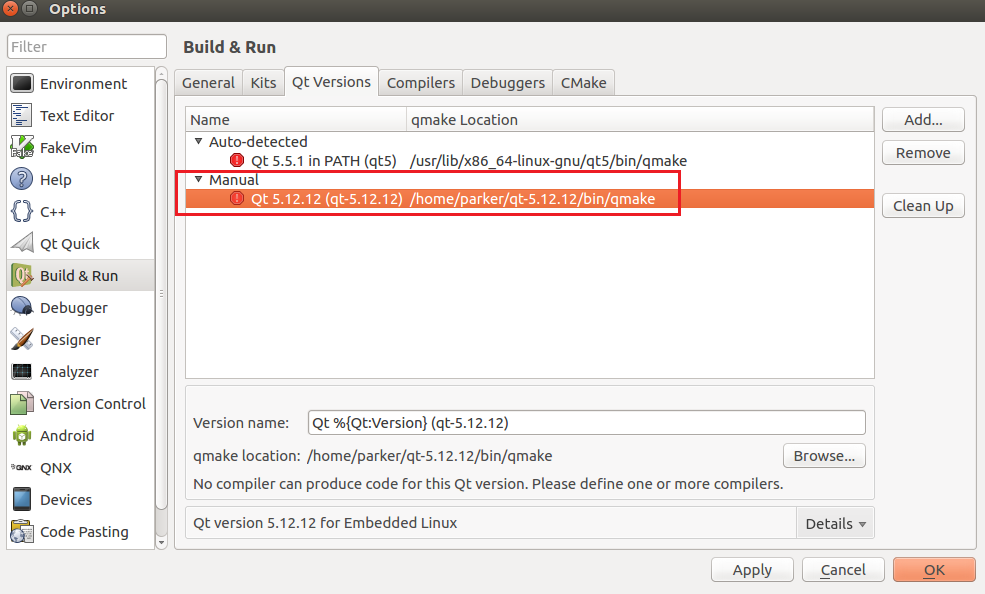 Options
Filter
Environment
Text Editor
FakeVim
Help
C++
Qt Quick
Build & Run
Debugger
Designer
Analyzer
Version Control
Android
QNX
Devices
Code Pasting
Build & Run
General Kits Qt Versions Compilers Debuggers CMake
Name qmake Location
Auto-detected
Qt 5.5.1 in PATH (qt5) /usr/lib/x86_64-linux-gnu/qt5/bin/qmake
Manual
Qt 5.12.12 (qt-5.12.12) /home/parker/qt-5.12.12/bin/qmake
Add...
Remove
Clean Up
Version name: Qt %{Qt:Version} (qt-5.12.12)
qmake location: /home/parker/qt-5.12.12/bin/qmake Browse...
No compiler can produce code for this Qt version. Please define one or more compilers.
Qt version 5.12.12 for Embedded Linux Details
Apply Cancel OK